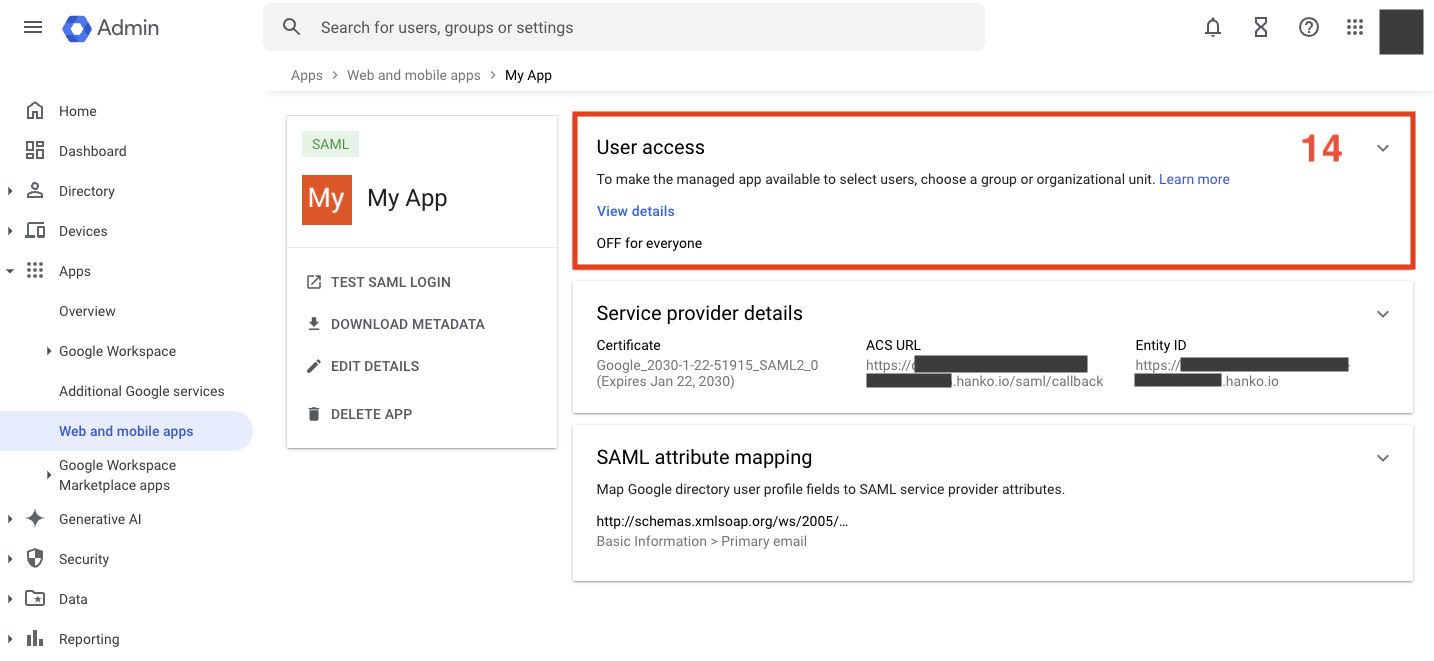 Admin
Search for users, groups or settings
Apps > Web and mobile apps > My App
Home
Dashboard
Directory
Devices
Apps
Overview
Google Workspace
Additional Google services
Web and mobile apps
Google Workspace
Marketplace apps
Generative AI
Security
Data
Reporting
SAML
My My App
TEST SAML LOGIN
DOWNLOAD METADATA
EDIT DETAILS
DELETE APP
User access
14
To make the managed app available to select users, choose a group or organizational unit. Learn more
View details
OFF for everyone
Service provider details
Certificate
Google_2030-1-22-51915_SAML2_0
(Expires Jan 22, 2030)
ACS URL
https://
.hanko.io/saml/callback
Entity ID
https://
.hanko.io
SAML attribute mapping
Map Google directory user profile fields to SAML service provider attributes.
http://schemas.xmlsoap.org/ws/2005/...
Basic Information > Primary email